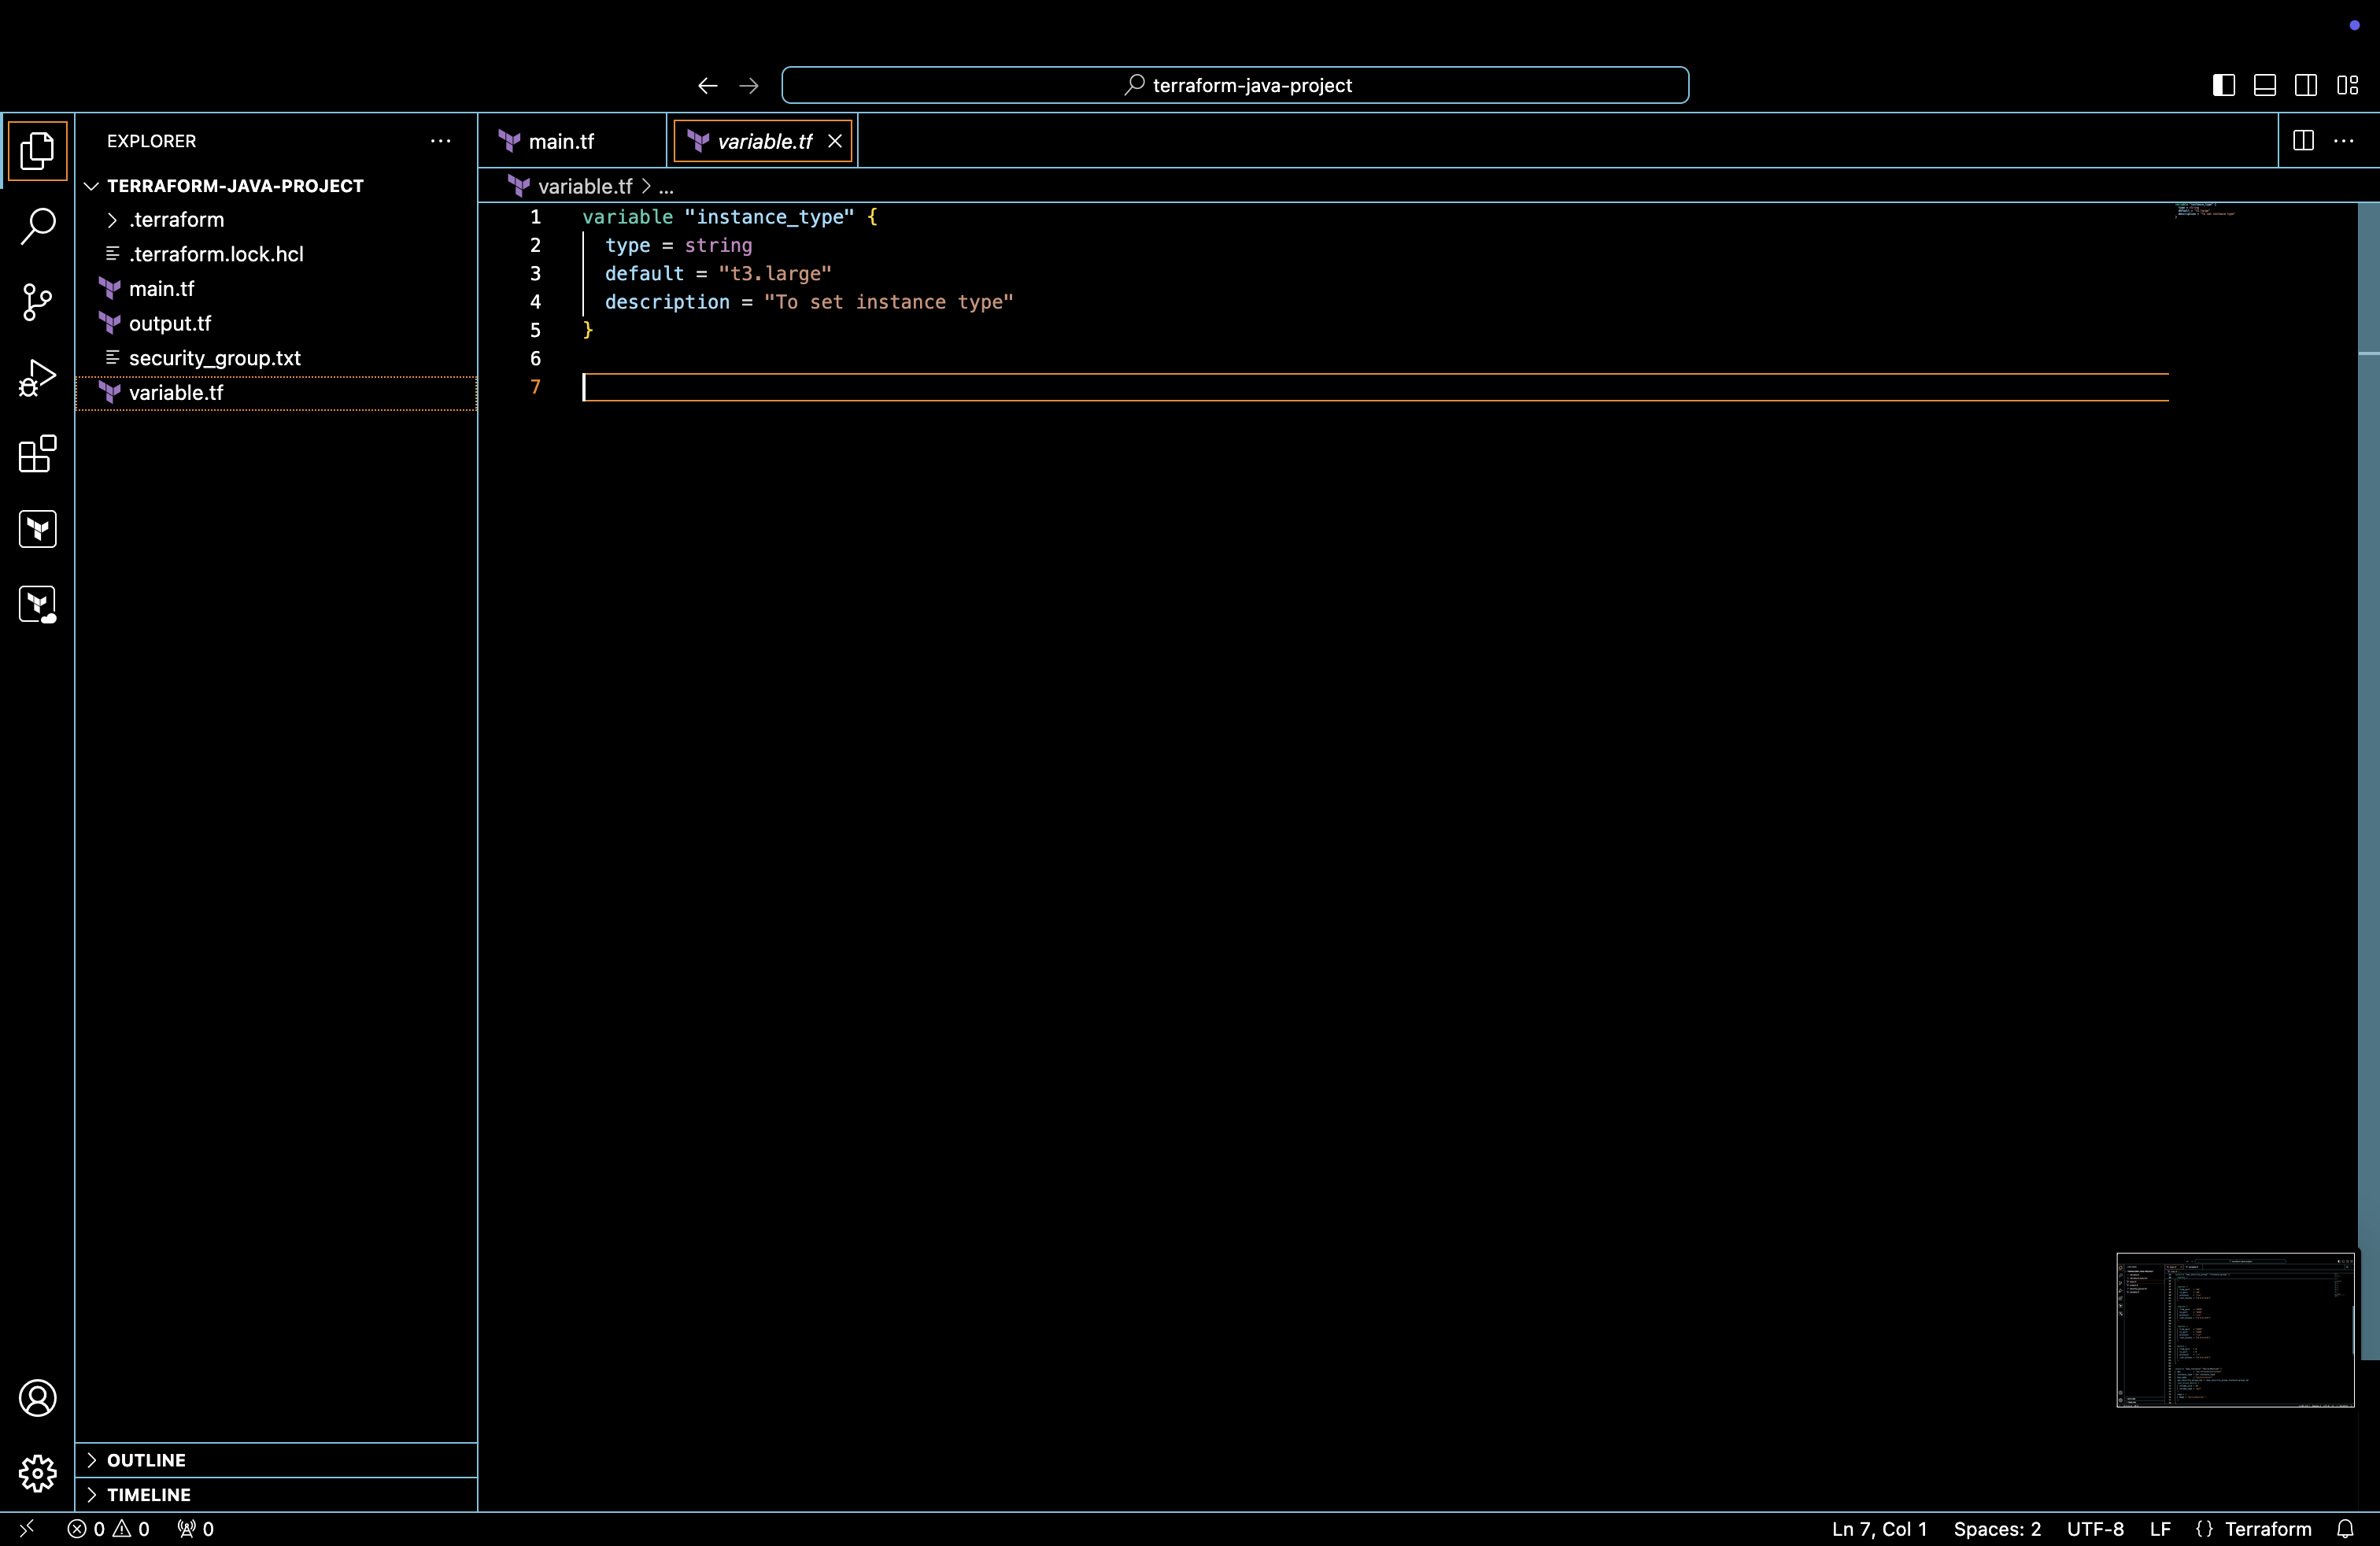 terraform-java-project
EXPLORER
TERRAFORM-JAVA-PROJECT
.terraform
.terraform.lock.hcl
main.tf
output.tf
security_group.txt
variable.tf
OUTLINE
TIMELINE
main.tf
variable.tf
variable.tf > ...
1 variable "instance_type" {
2 type = string
3 default = "t3.large"
4 description = "To set instance type"
5 }
6
7
0 0 0
Ln 7, Col 1 Spaces: 2 UTF-8 LF {} Terraform